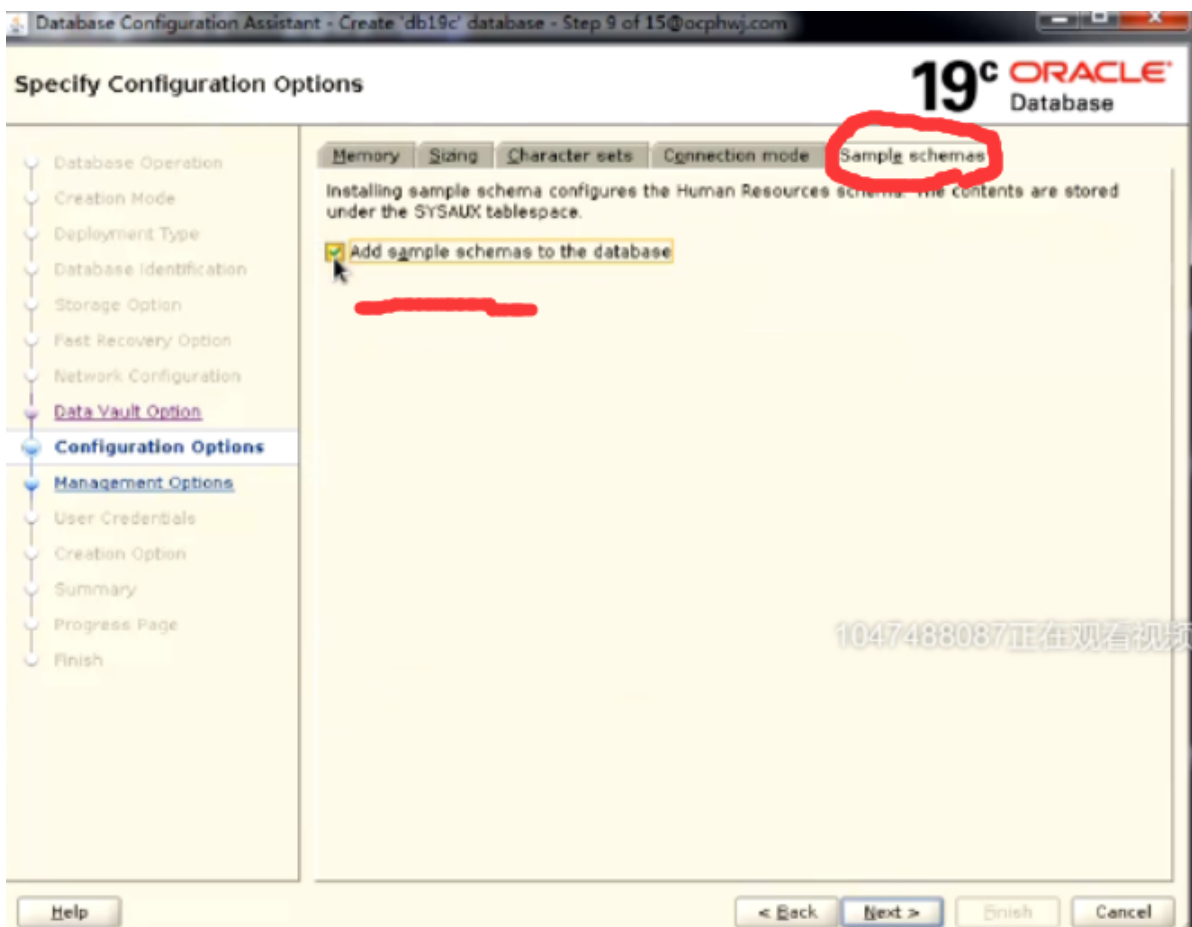 Database Configuration Assistant - Create 'db19c' database - Step 9 of 15@ocphwj.com
Specify Configuration Options
19c ORACLE
Database
Database Operation
Creation Mode
Deployment Type
Database Identification
Storage Option
Fast Recovery Option
Network Configuration
Data Vault Option
Configuration Options
Management Options
User Credentials
Creation Option
Summary
Progress Page
Finish
Memory Sizing Character sets Connection mode Sample schemas
Installing sample schema configures the Human Resources schema. The contents are stored
under the SYSAUX tablespace.
Add sample schemas to the database
1047488087正在观看视频
Help < Back Next > Finish Cancel